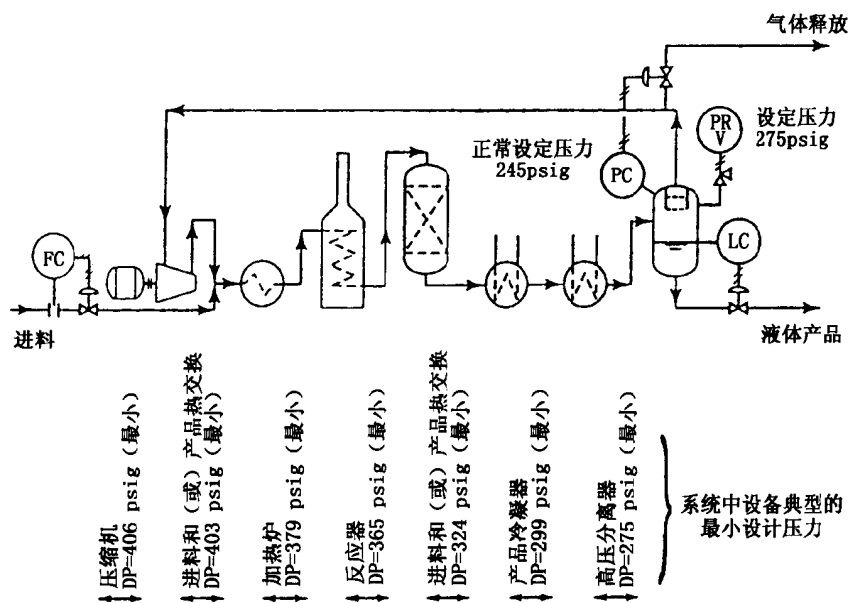 气体释放
PR
V
设定压力
275psig
正常设定压力
245psig
PC
FC
LC
进料
液体产品
压缩机
DP=406 psig（最小）
进料和（或）产品热交换
DP=403 psig（最小）
加热炉
DP=379 psig（最小）
反应器
DP=365 psig（最小）
进料和（或）产品热交换
DP=324 psig（最小）
产品冷凝器
DP=299 psig（最小）
高压分离器
DP=275 psig（最小）
系统中设备典型的
最小设计压力